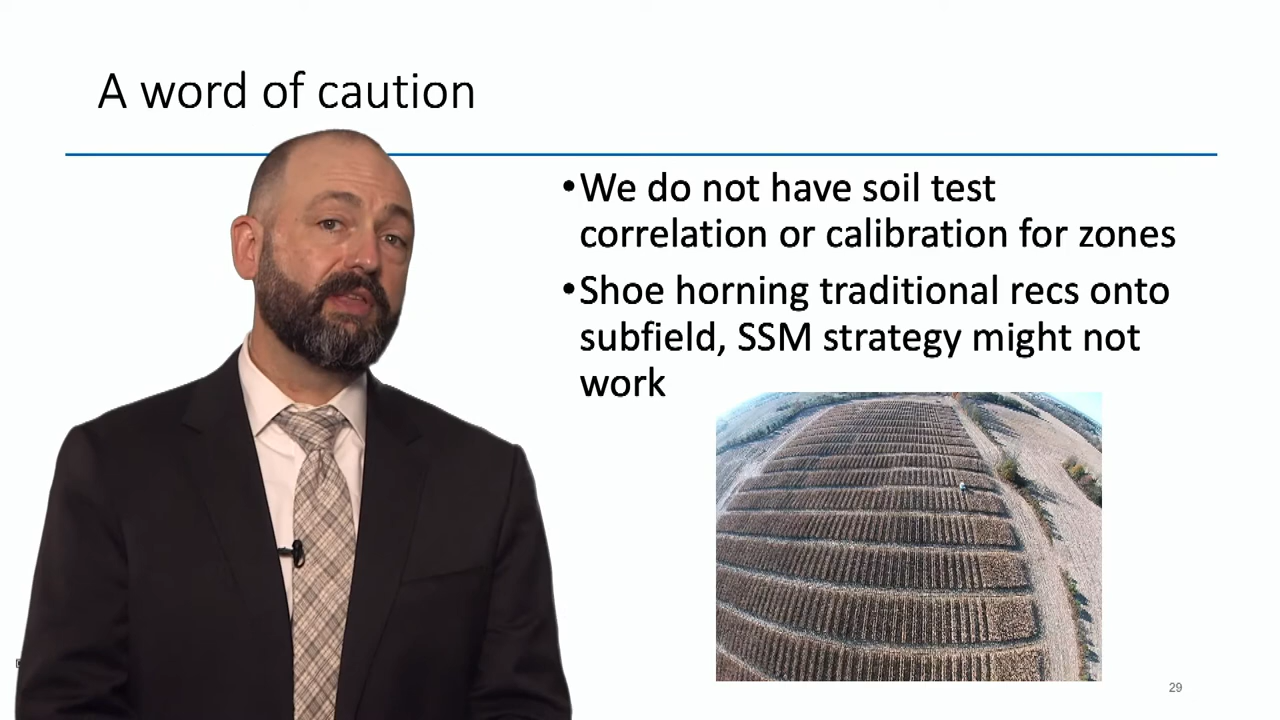 A word of caution
•We do not have soil test
correlation or calibration for zones
•Shoe horning traditional recs onto
subfield, SSM strategy might not
work
29